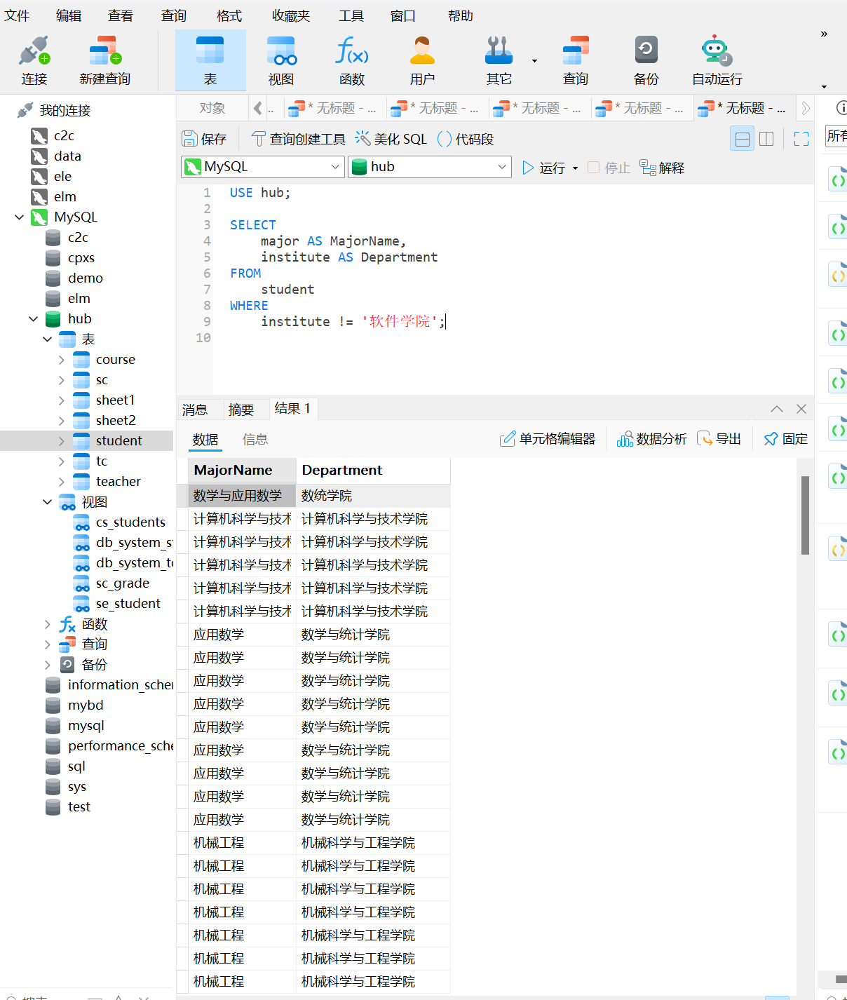 文件 编辑 查看 查询 格式 收藏夹 工具 窗口 帮助
连接 新建查询 表 视图 函数 用户 其它 查询 备份 自动运行
»
我的连接
c2c
data
ele
elm
MySQL
c2c
cpxs
demo
elm
hub
表
course
sc
sheet1
sheet2
student
tc
teacher
视图
cs_students
db_system_s
db_system_t
sc_grade
se_student
函数
查询
备份
information_scher
mybd
mysql
performance_sche
sql
sys
test
对象 ... * 无标题 - ... * 无标题 - ... * 无标题 - ... * 无标题 - ... * 无标题 - ...
保存 查询创建工具 美化 SQL 代码段
MySQL hub 运行 停止 解释
1 USE hub;
2
3 SELECT
4 major AS MajorName,
5 institute AS Department
6 FROM
7 student
8 WHERE
9 institute != '软件学院';
10
消息 摘要 结果 1
数据 信息 单元格编辑器 数据分析 导出 固定
MajorName Department
数学与应用数学 数统学院
计算机科学与技术 计算机科学与技术学院
计算机科学与技术 计算机科学与技术学院
计算机科学与技术 计算机科学与技术学院
计算机科学与技术 计算机科学与技术学院
计算机科学与技术 计算机科学与技术学院
应用数学 数学与统计学院
应用数学 数学与统计学院
应用数学 数学与统计学院
应用数学 数学与统计学院
应用数学 数学与统计学院
应用数学 数学与统计学院
应用数学 数学与统计学院
应用数学 数学与统计学院
应用数学 数学与统计学院
机械工程 机械科学与工程学院
机械工程 机械科学与工程学院
机械工程 机械科学与工程学院
机械工程 机械科学与工程学院
机械工程 机械科学与工程学院
机械工程 机械科学与工程学院
机械工程 机械科学与工程学院
所有